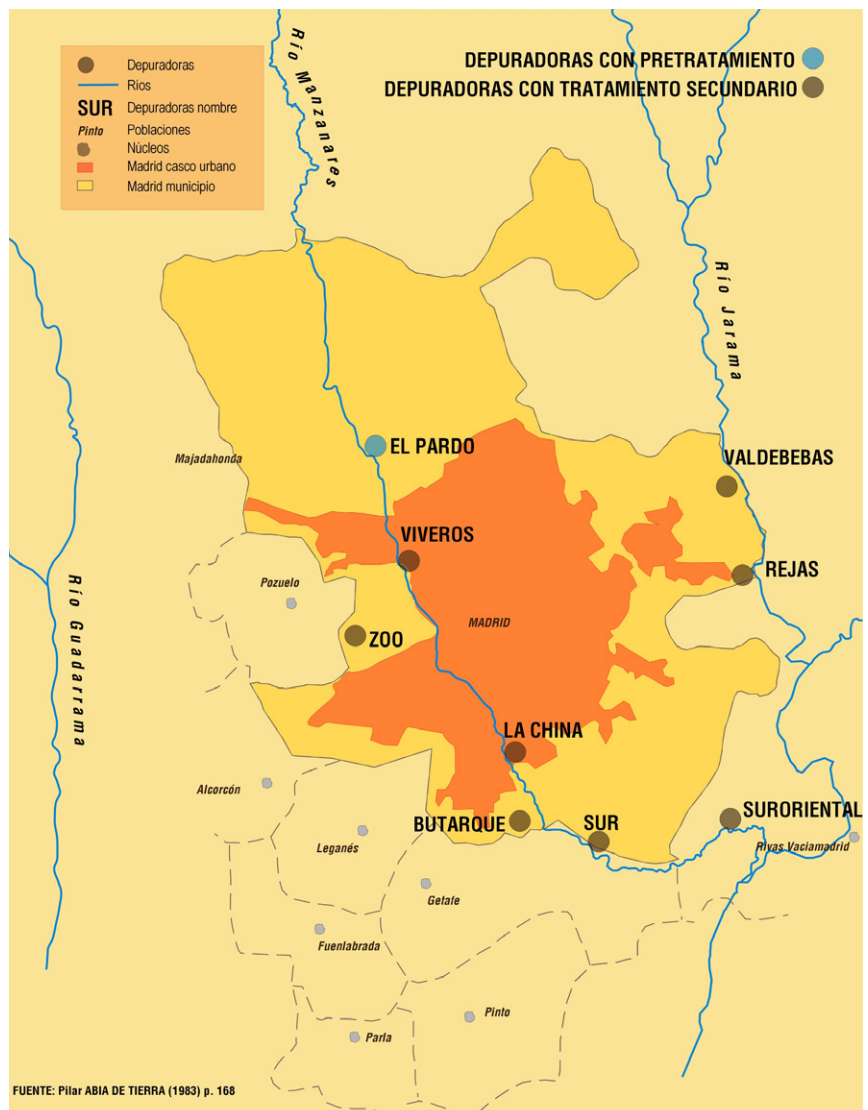 Depuradoras
Ríos
SUR Depuradoras nombre
Pinto Poblaciones
Núcleos
Madrid casco urbano
Madrid municipio
DEPURADORAS CON PRETRATAMIENTO
DEPURADORAS CON TRATAMIENTO SECUNDARIO
Río Manzanares
Río Jarama
Río Guadarrama
EL PARDO
Majadahonda
VALDEBEBAS
VIVEROS
REJAS
Pozuelo
MADRID
ZOO
LA CHINA
Alcorcón
BUTARQUE
SUR
SURORIENTAL
Leganés
Rivas Vaciamadrid
Getafe
Fuenlabrada
Pinto
Parla
FUENTE: Pilar ABIA DE TIERRA (1983) p. 168